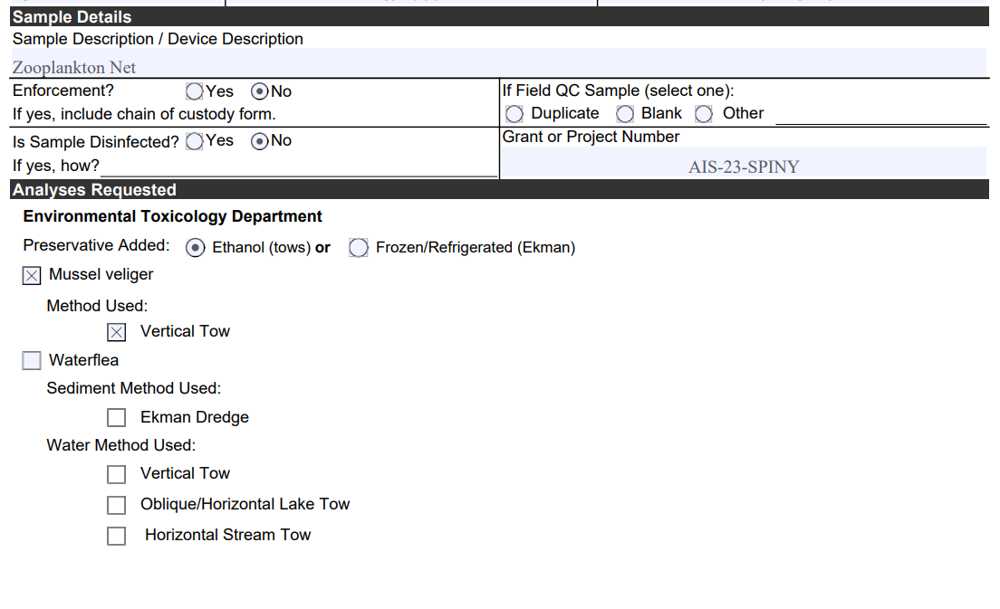 Sample Details
Sample Description / Device Description
Zooplankton Net
Enforcement? Yes No
If yes, include chain of custody form.
If Field QC Sample (select one):
Duplicate Blank Other
Is Sample Disinfected? Yes No
If yes, how?
Grant or Project Number
AIS-23-SPINY
Analyses Requested
Environmental Toxicology Department
Preservative Added: Ethanol (tows) or Frozen/Refrigerated (Ekman)
Mussel veliger
Method Used:
Vertical Tow
Waterflea
Sediment Method Used:
Ekman Dredge
Water Method Used:
Vertical Tow
Oblique/Horizontal Lake Tow
Horizontal Stream Tow